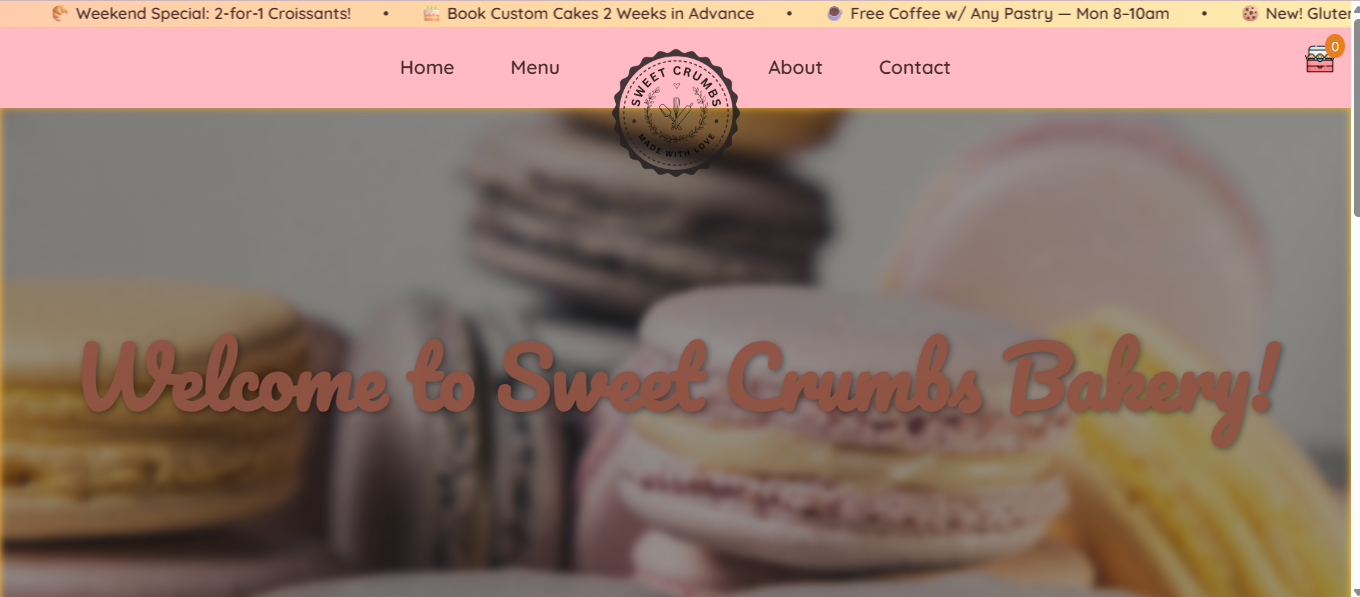 Weekend Special: 2-for-1 Croissants! • Book Custom Cakes 2 Weeks in Advance • Free Coffee w/ Any Pastry — Mon 8–10am • New! Gluter
Home Menu About Contact 0
SWEET CRUMBS
MADE WITH LOVE
Welcome to Sweet Crumbs Bakery!